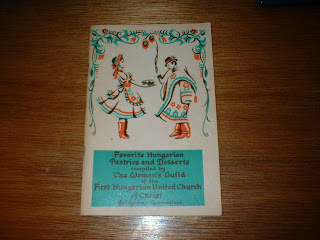 Favorite Hungarian
Pastries and Desserts
compiled by
The Women's Guild
of the
First Hungarian United Church
of Christ